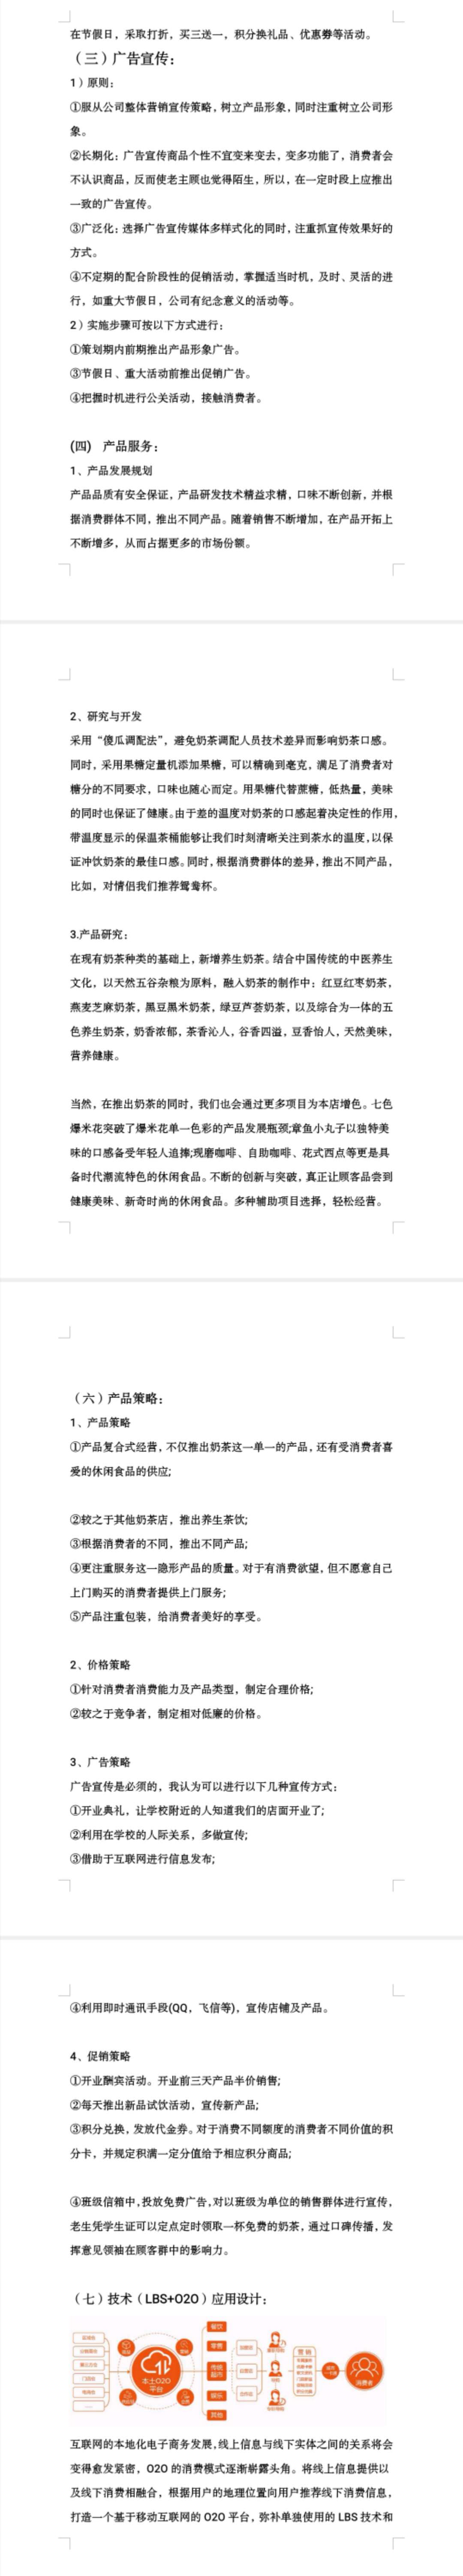 在节假日，采取打折，买三送一，积分换礼品、优惠劵等活动。
（三）广告宣传：
1）原则：
①服从公司整体营销宣传策略，树立产品形象，同时注重树立公司形
象。
②长期化：广告宣传商品个性不宜变来变去，变多功能了，消费者会
不认识商品，反而使老主顾也觉得陌生，所以，在一定时段上应推出
一致的广告宣传。
③广泛化：选择广告宣传媒体多样式化的同时，注重抓宣传效果好的
方式。
④不定期的配合阶段性的促销活动，掌握适当时机，及时、灵活的进
行，如重大节假日，公司有纪念意义的活动等。
2）实施步骤可按以下方式进行：
①策划期内前期推出产品形象广告。
③节假日、重大活动前推出促销广告。
④把握时机进行公关活动，接触消费者。
(四) 产品服务：
1、产品发展规划
产品品质有安全保证，产品研发技术精益求精，口味不断创新，并根
据消费群体不同，推出不同产品。随着销售不断增加，在产品开拓上
不断增多，从而占据更多的市场份额。
2、研究与开发
采用“傻瓜调配法”，避免奶茶调配人员技术差异而影响奶茶口感。
同时，采用果糖定量机添加果糖，可以精确到毫克，满足了消费者对
糖分的不同要求，口味也随心而定。用果糖代替蔗糖，低热量，美味
的同时也保证了健康。由于差的温度对奶茶的口感起着决定性的作用，
带温度显示的保温茶桶能够让我们时刻清晰关注到茶水的温度，以保
证冲饮奶茶的最佳口感。同时，根据消费群体的差异，推出不同产品，
比如，对情侣我们推荐鸳鸯杯。
3.产品研究：
在现有奶茶种类的基础上，新增养生奶茶。结合中国传统的中医养生
文化，以天然五谷杂粮为原料，融入奶茶的制作中：红豆红枣奶茶，
燕麦芝麻奶茶，黑豆黑米奶茶，绿豆芦荟奶茶，以及综合为一体的五
色养生奶茶，奶香浓郁，茶香沁人，谷香四溢，豆香怡人，天然美味，
营养健康。
当然，在推出奶茶的同时，我们也会通过更多项目为本店增色。七色
爆米花突破了爆米花单一色彩的产品发展瓶颈;章鱼小丸子以独特美
味的口感备受年轻人追捧;现磨咖啡、自助咖啡、花式西点等更是具
备时代潮流特色的休闲食品。不断的创新与突破，真正让顾客品尝到
健康美味、新奇时尚的休闲食品。多种辅助项目选择，轻松经营。
（六）产品策略：
1、产品策略
①产品复合式经营，不仅推出奶茶这一单一的产品，还有受消费者喜
爱的休闲食品的供应;
②较之于其他奶茶店，推出养生茶饮;
③根据消费者的不同，推出不同产品;
④更注重服务这一隐形产品的质量。对于有消费欲望，但不愿意自己
上门购买的消费者提供上门服务;
⑤产品注重包装，给消费者美好的享受。
2、价格策略
①针对消费者消费能力及产品类型，制定合理价格;
②较之于竞争者，制定相对低廉的价格。
3、广告策略
广告宣传是必须的，我认为可以进行以下几种宣传方式：
①开业典礼，让学校附近的人知道我们的店面开业了;
②利用在学校的人际关系，多做宣传;
③借助于互联网进行信息发布;
④利用即时通讯手段(QQ，飞信等)，宣传店铺及产品。
4、促销策略
①开业酬宾活动。开业前三天产品半价销售;
②每天推出新品试饮活动，宣传新产品;
③积分兑换，发放代金券。对于消费不同额度的消费者不同价值的积
分卡，并规定积满一定分值给予相应积分商品;
④班级信箱中，投放免费广告，对以班级为单位的销售群体进行宣传，
老生凭学生证可以定点定时领取一杯免费的奶茶，通过口碑传播，发
挥意见领袖在顾客群中的影响力。
（七）技术（LBS+O2O）应用设计：
餐饮
零售
传统超市
娱乐
其他
本土O2O
平台
营 销
消费者
互联网的本地化电子商务发展，线上信息与线下实体之间的关系将会
变得愈发紧密，O2O 的消费模式逐渐崭露头角。将线上信息提供以
及线下消费相融合，根据用户的地理位置向用户推荐线下消费信息，
打造一个基于移动互联网的 O2O 平台，弥补单独使用的 LBS 技术和